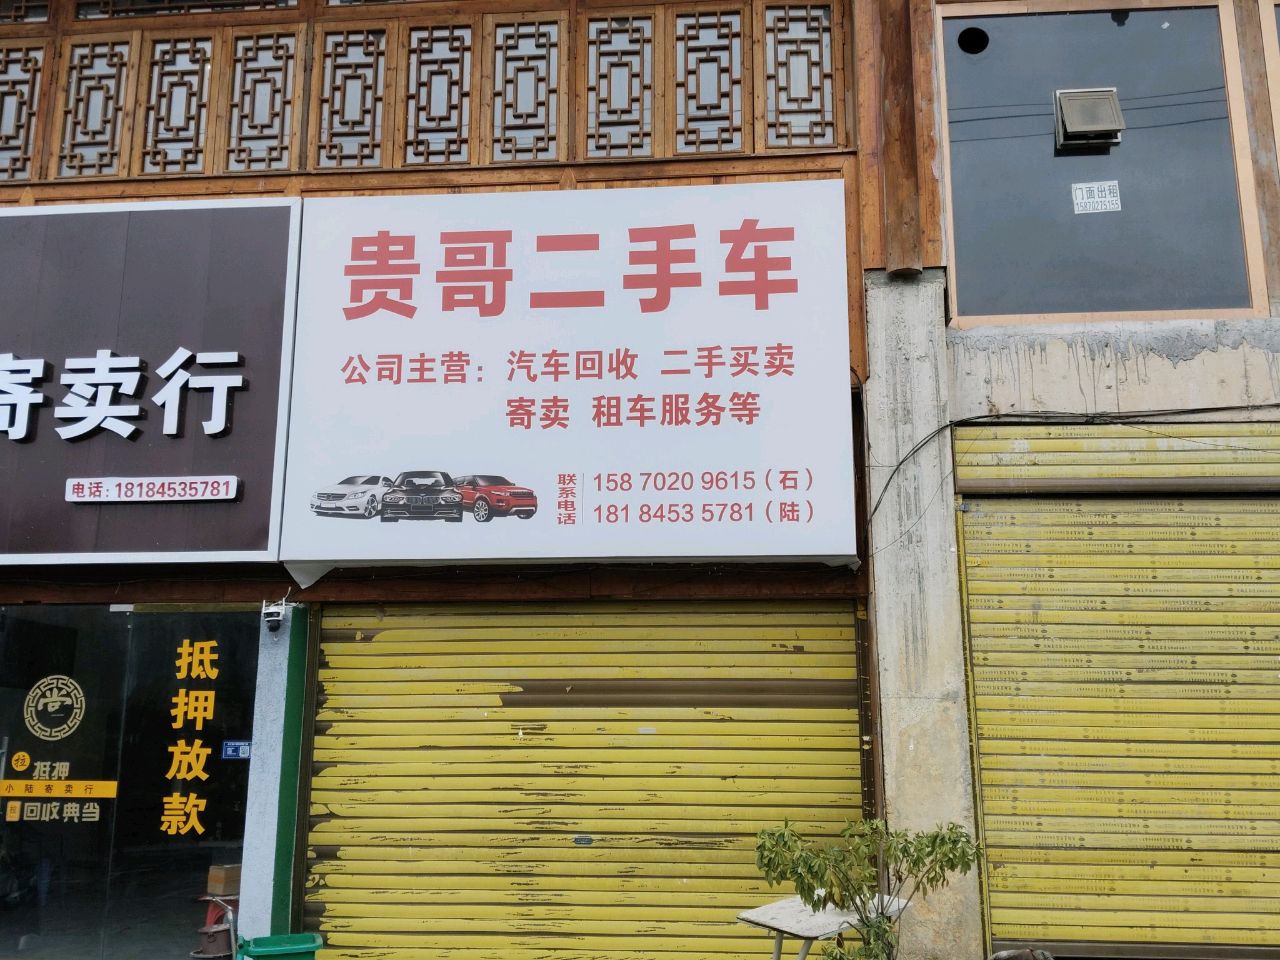 贵哥二手车
公司主营：汽车回收 二手买卖
寄卖 租车服务等
联系电话
158 7020 9615（石）
181 8453 5781（陆）
寄卖行
电话：18184535781
抵押放款
抵押
小陆寄卖行
回收典当
门面出租
15870275155